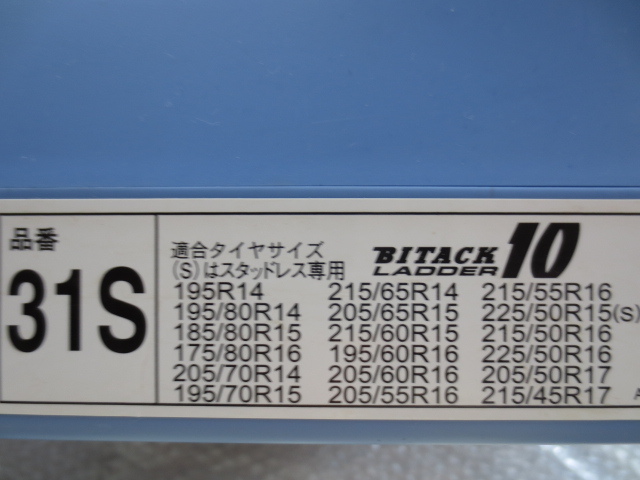 品番
31S
適合タイヤサイズ
(S)はスタッドレス専用
BITACK 10
LADDER
195R14 215/65R14 215/55R16
195/80R14 205/65R15 225/50R15(S)
185/80R15 215/60R15 215/50R16
175/80R16 195/60R16 225/50R16
205/70R14 205/60R16 205/50R17
195/70R15 205/55R16 215/45R17 A